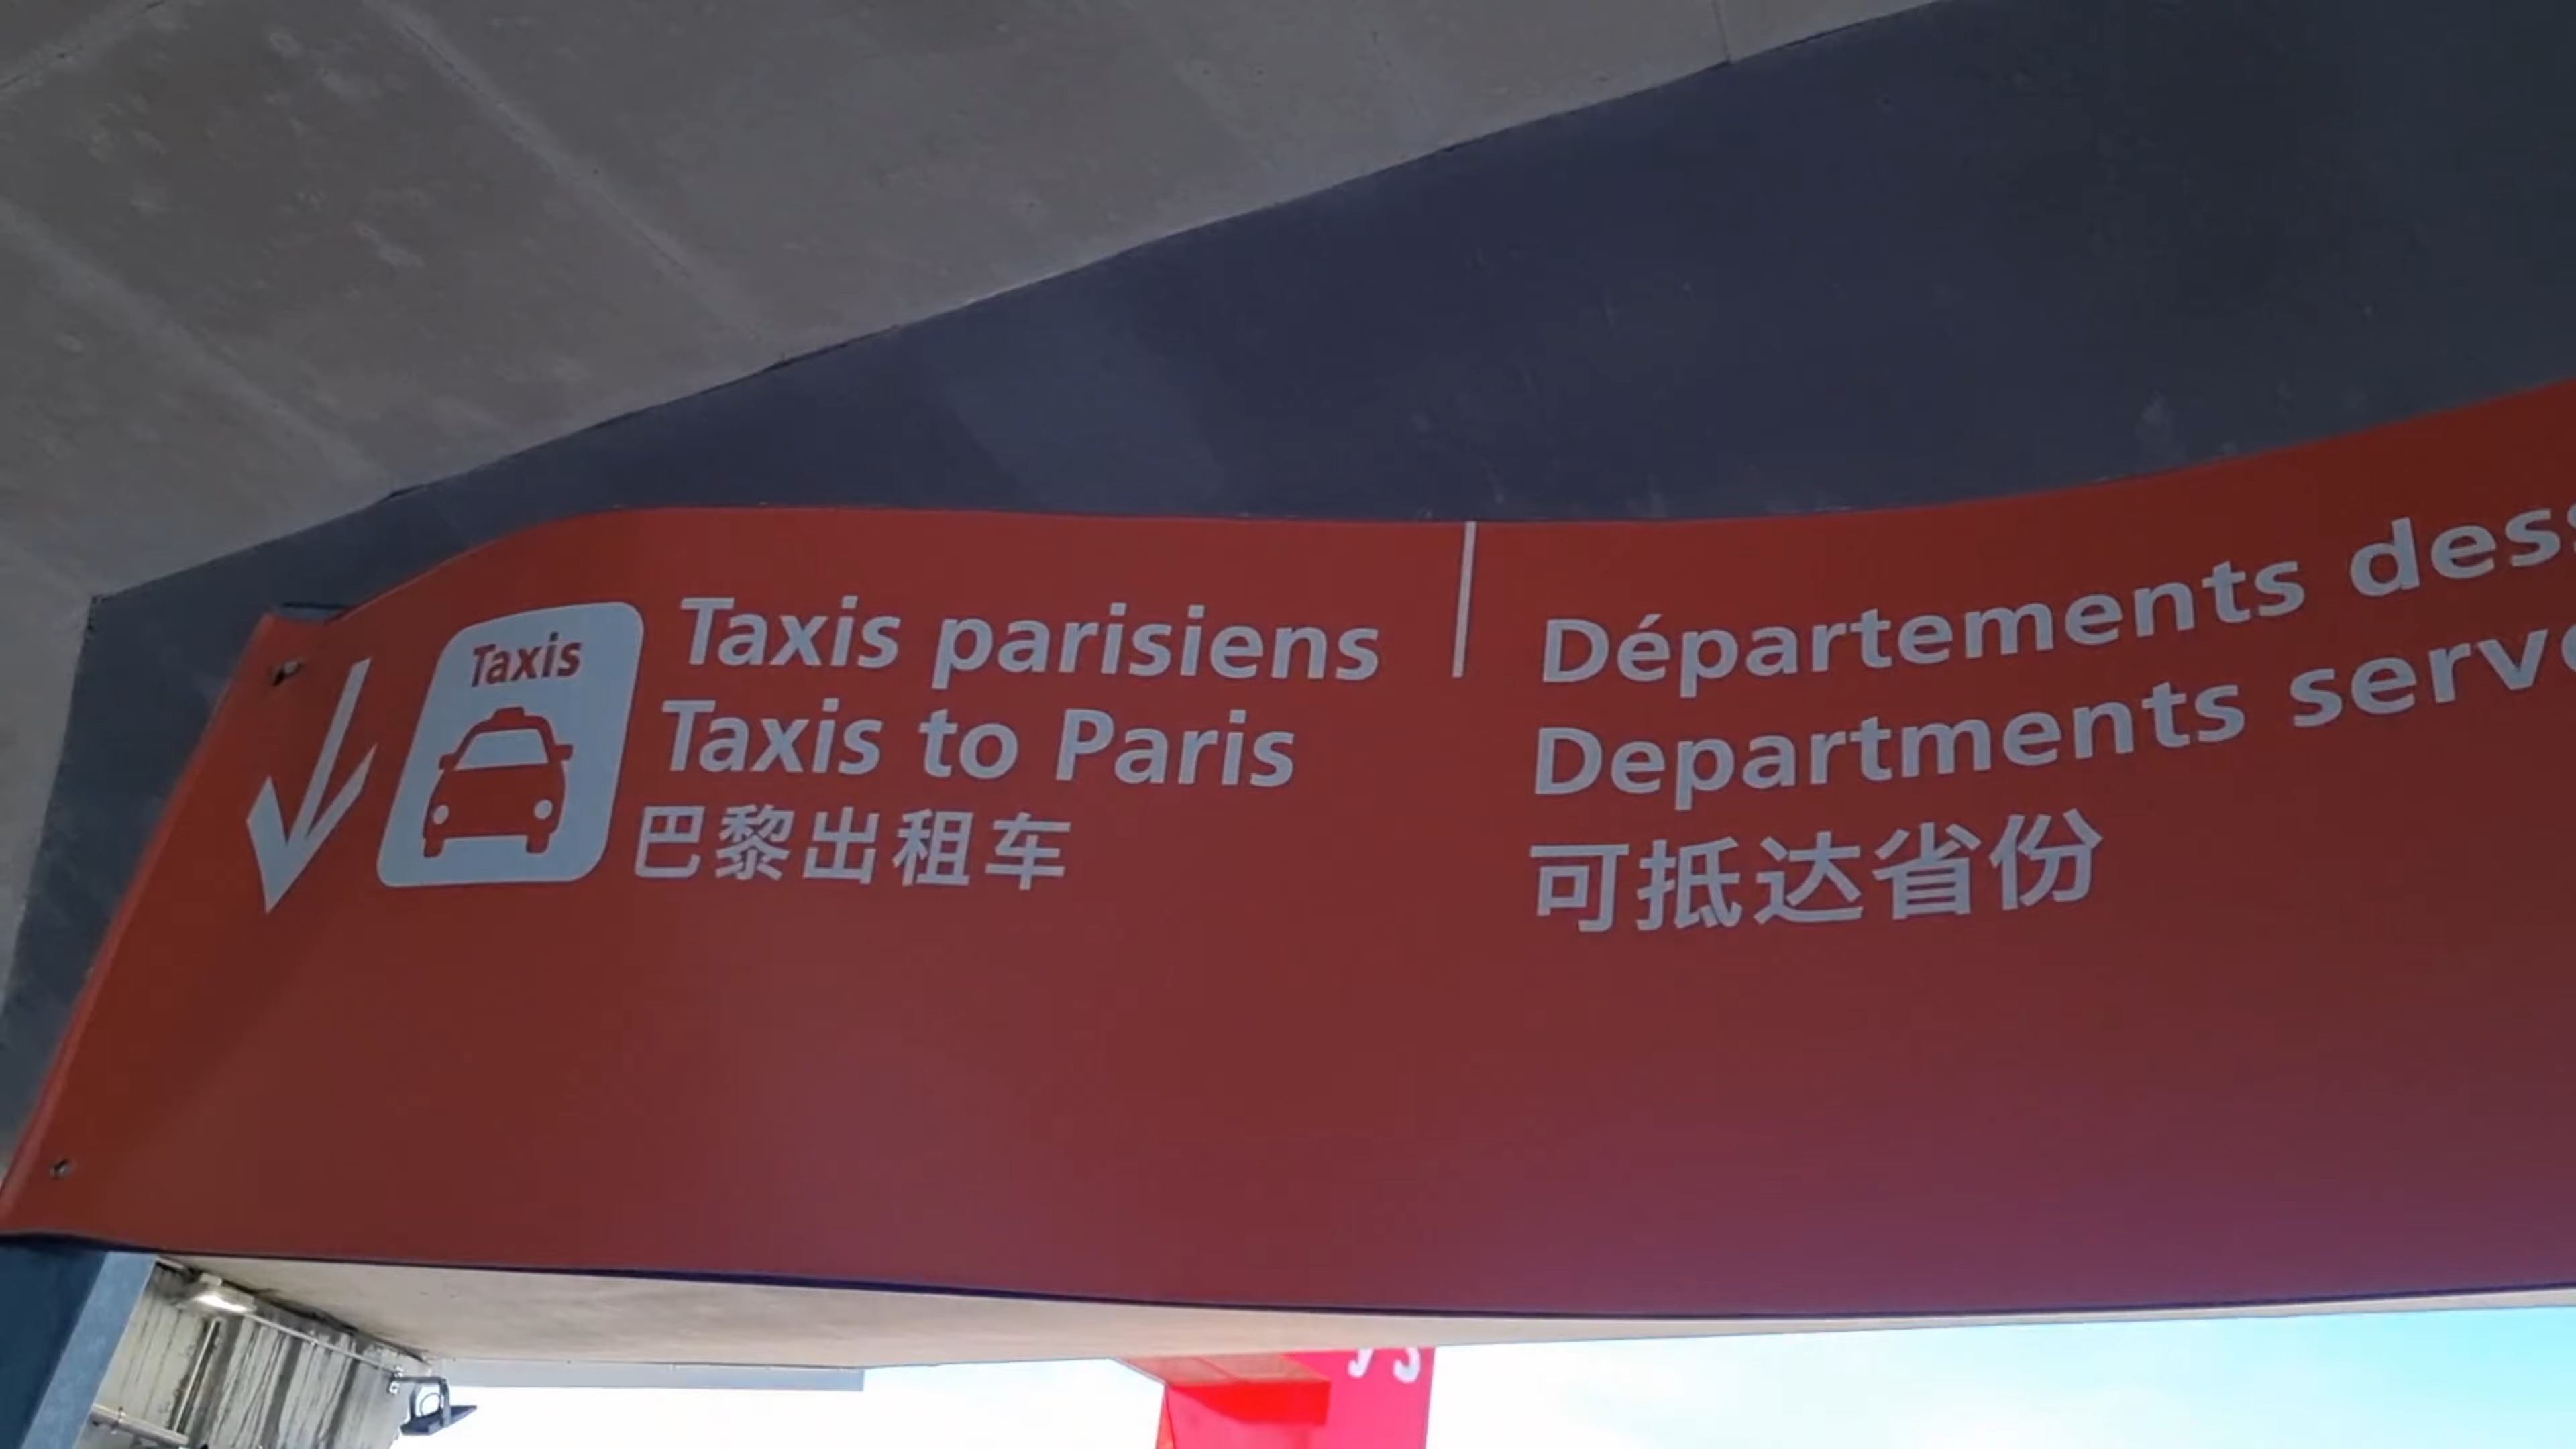 Taxis
Taxis parisiens
Taxis to Paris
巴黎出租车
Départements
Departments
可抵达省份